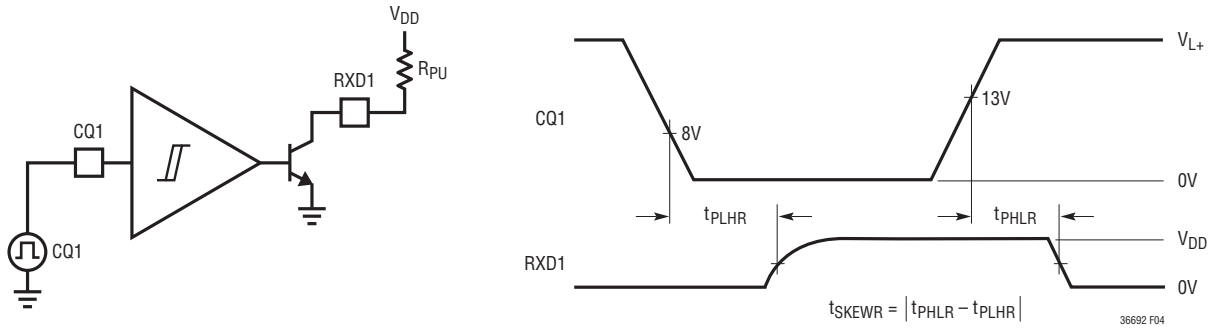 VDD
RPU
RXD1
CQ1
CQ1
CQ1
VL+
13V
8V
0V
tPLHR
tPHLR
VDD
RXD1
0V
tSKEWR = |tPHLR – tPLHR|
36692 F04